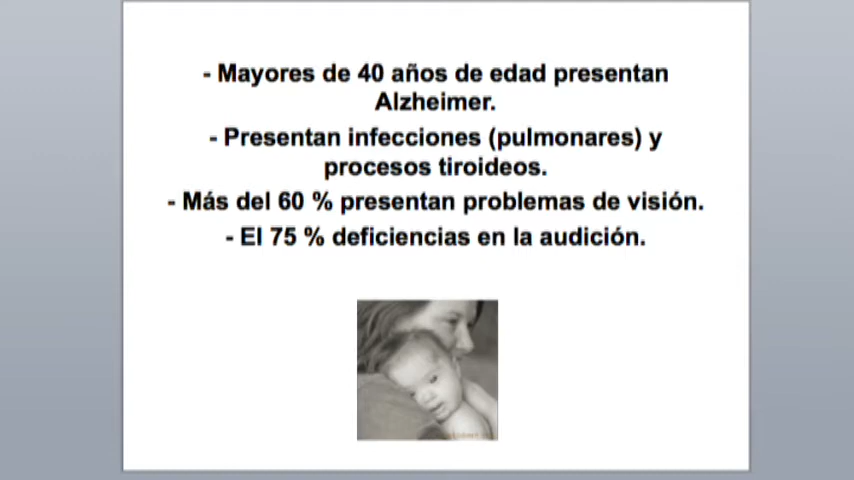 - Mayores de 40 años de edad presentan
Alzheimer.
- Presentan infecciones (pulmonares) y
procesos tiroideos.
- Más del 60 % presentan problemas de visión.
- El 75 % deficiencias en la audición.